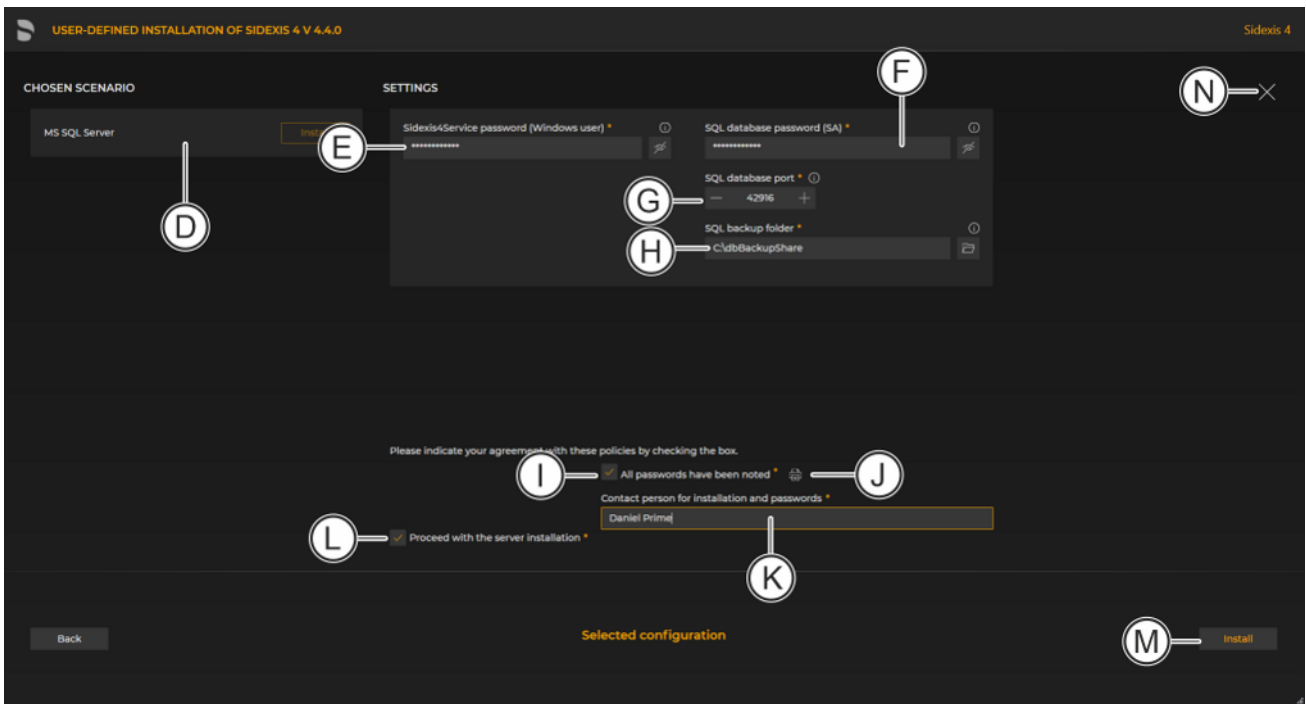 USER-DEFINED INSTALLATION OF SIDEXIS 4 V 4.4.0
Sidexis 4
CHOSEN SCENARIO
SETTINGS
F
N
MS SQL Server
D
Sidexis4Service password (Windows user) *
E
************
SQL database password (SA) *
************
SQL database port *
G
42916
SQL backup folder *
H
C:\dbBackupShare
Please indicate your agreement with these policies by checking the box.
I
All passwords have been noted *
J
Contact person for installation and passwords *
Daniel Prime
K
L
Proceed with the server installation *
Back
Selected configuration
M
Install